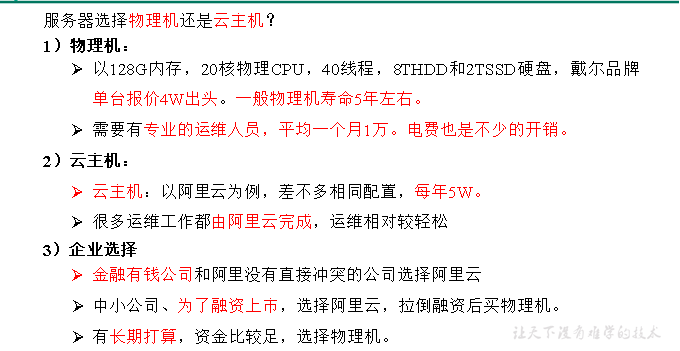 服务器选择物理机还是云主机？
1）物理机：
➢ 以128G内存，20核物理CPU，40线程，8THDD和2TSSD硬盘，戴尔品牌
单台报价4W出头。一般物理机寿命5年左右。
➢ 需要有专业的运维人员，平均一个月1万。电费也是不少的开销。
2）云主机：
➢ 云主机：以阿里云为例，差不多相同配置，每年5W。
➢ 很多运维工作都由阿里云完成，运维相对较轻松
3）企业选择
➢ 金融有钱公司和阿里没有直接冲突的公司选择阿里云
➢ 中小公司、为了融资上市，选择阿里云，拉倒融资后买物理机。
➢ 有长期打算，资金比较足，选择物理机。
让天下没有难学的技术